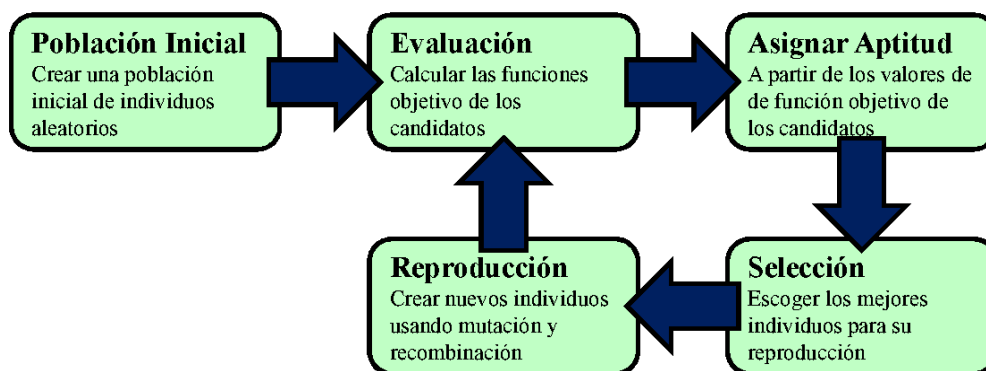 Población Inicial
Crear una población
inicial de individuos
aleatorios
Evaluación
Calcular las funciones
objetivo de los
candidatos
Asignar Aptitud
A partir de los valores de
de función objetivo de
los candidatos
Selección
Escoger los mejores
individuos para su
reproducción
Reproducción
Crear nuevos individuos
usando mutación y
recombinación